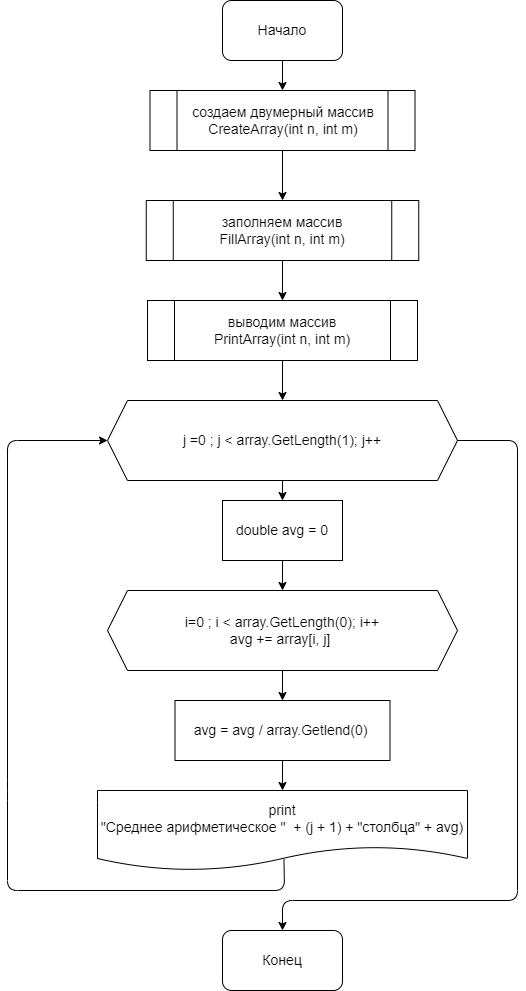 Начало
создаем двумерный массив
CreateArray(int n, int m)
заполняем массив
FillArray(int n, int m)
выводим массив
PrintArray(int n, int m)
j =0 ; j < array.GetLength(1); j++
double avg = 0
i=0 ; i < array.GetLength(0); i++
avg += array[i, j]
avg = avg / array.Getlend(0)
print
"Среднее арифметическое "  + (j + 1) + "столбца" + avg)
Конец